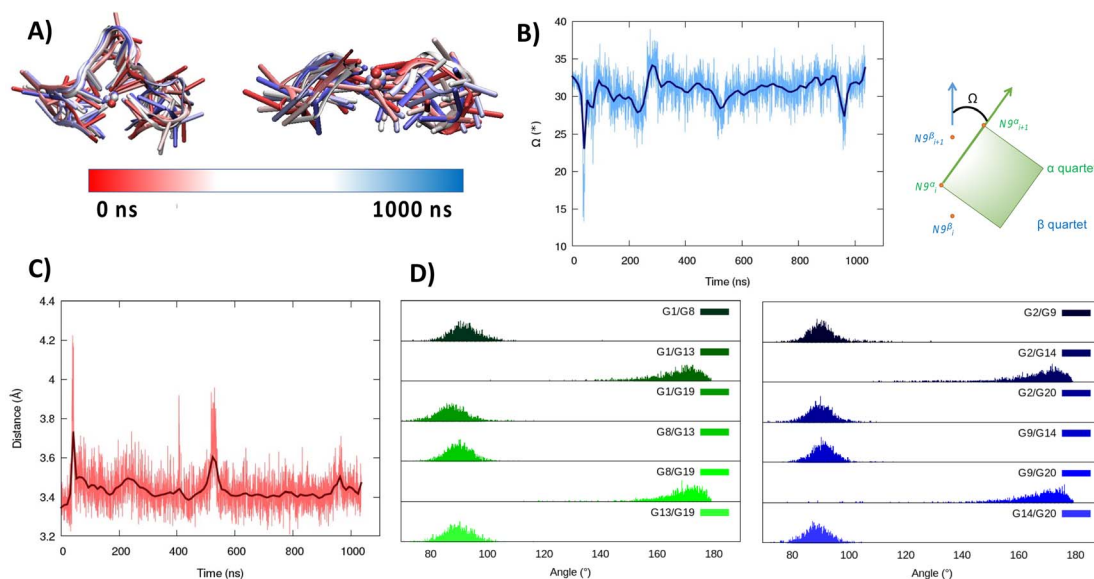 A)
0 ns
1000 ns
B)
40
35
30
25
20
15
10
0
200
400
600
800
1000
Ω (°)
Time (ns)
Ω
N9βi+1
N9αi+1
N9αi
α quarte
N9βi
β quartet
C)
4.4
4.2
4
3.8
3.6
3.4
3.2
0
200
400
600
800
1000
Distance (Å)
Time (ns)
D)
G1/G8
G1/G13
G1/G19
G8/G13
G8/G19
G13/G19
80
100
120
140
160
180
Angle (°)
G2/G9
G2/G14
G2/G20
G9/G14
G9/G20
G14/G20
80
100
120
140
160
180
Angle (°)